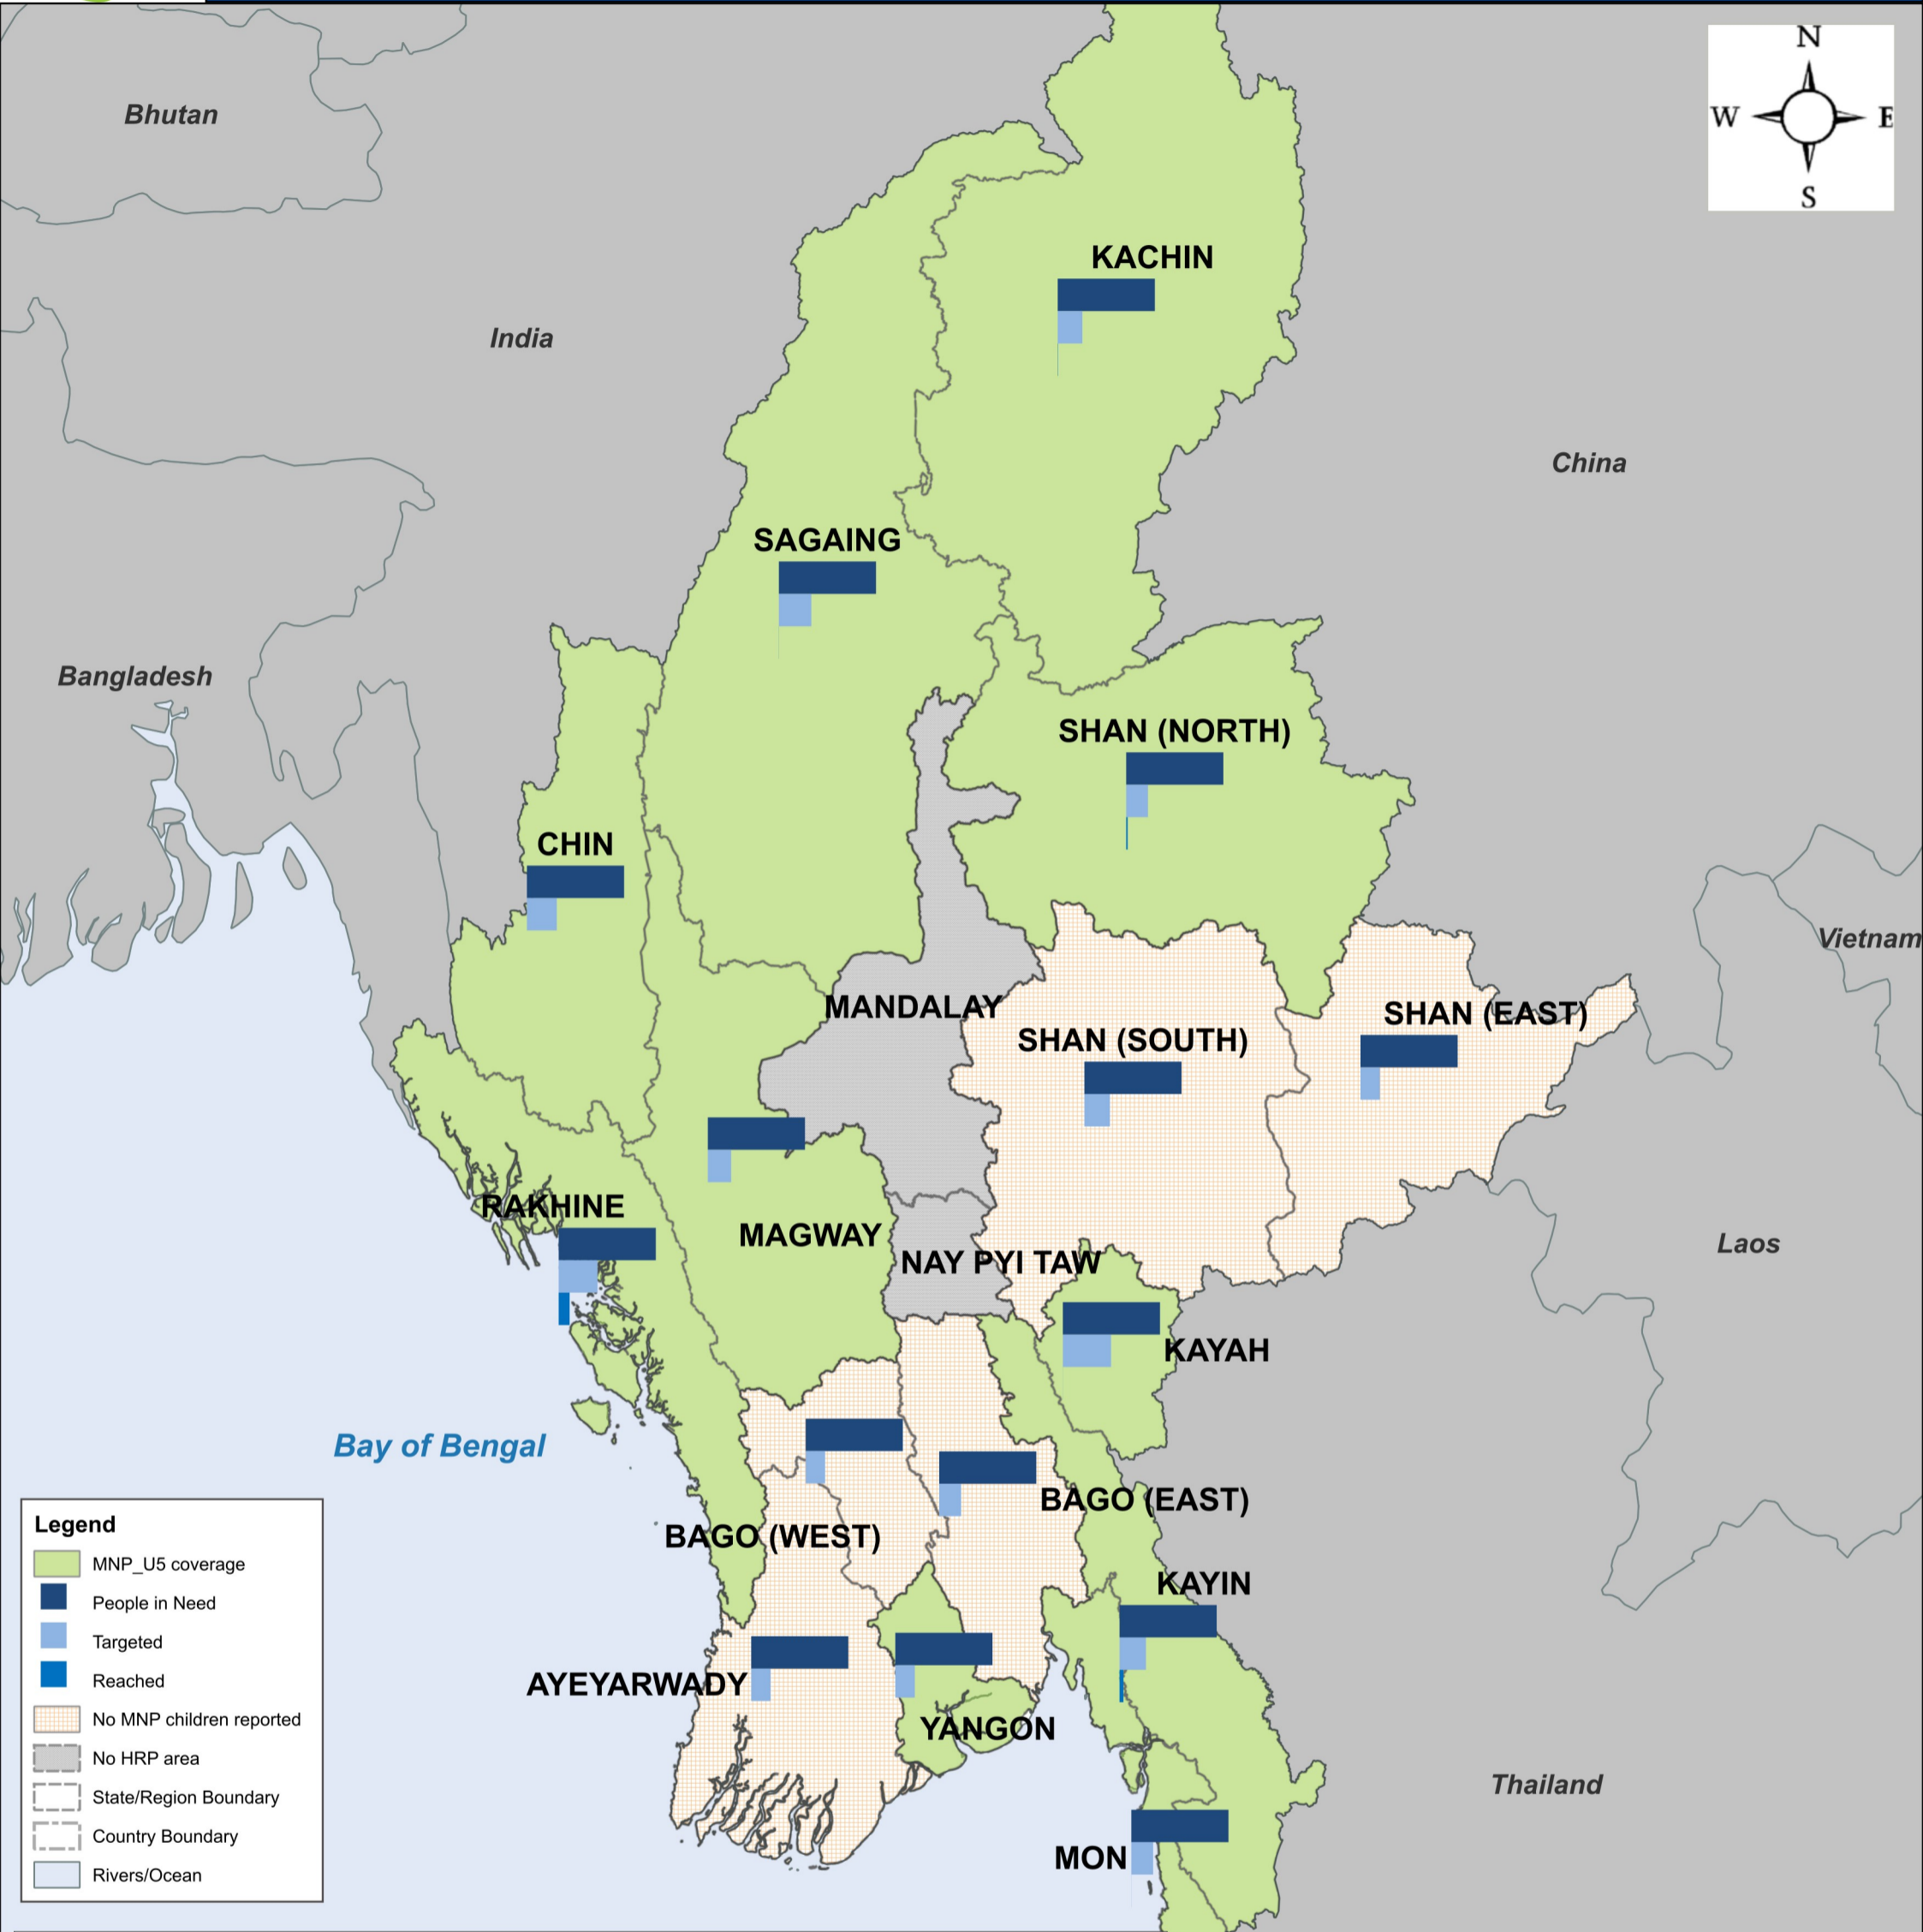 N
W E
S
Bhutan
KACHIN
India
China
SAGAING
Bangladesh
SHAN (NORTH)
CHIN
Vietnam
MANDALAY
SHAN (EAST)
SHAN (SOUTH)
RAKHINE
MAGWAY
Laos
NAY PYI TAW
KAYAH
Bay of Bengal
BAGO (EAST)
BAGO (WEST)
KAYIN
AYEYARWADY
YANGON
Thailand
MON
Legend
MNP_U5 coverage
People in Need
Targeted
Reached
No MNP children reported
No HRP area
State/Region Boundary
Country Boundary
Rivers/Ocean